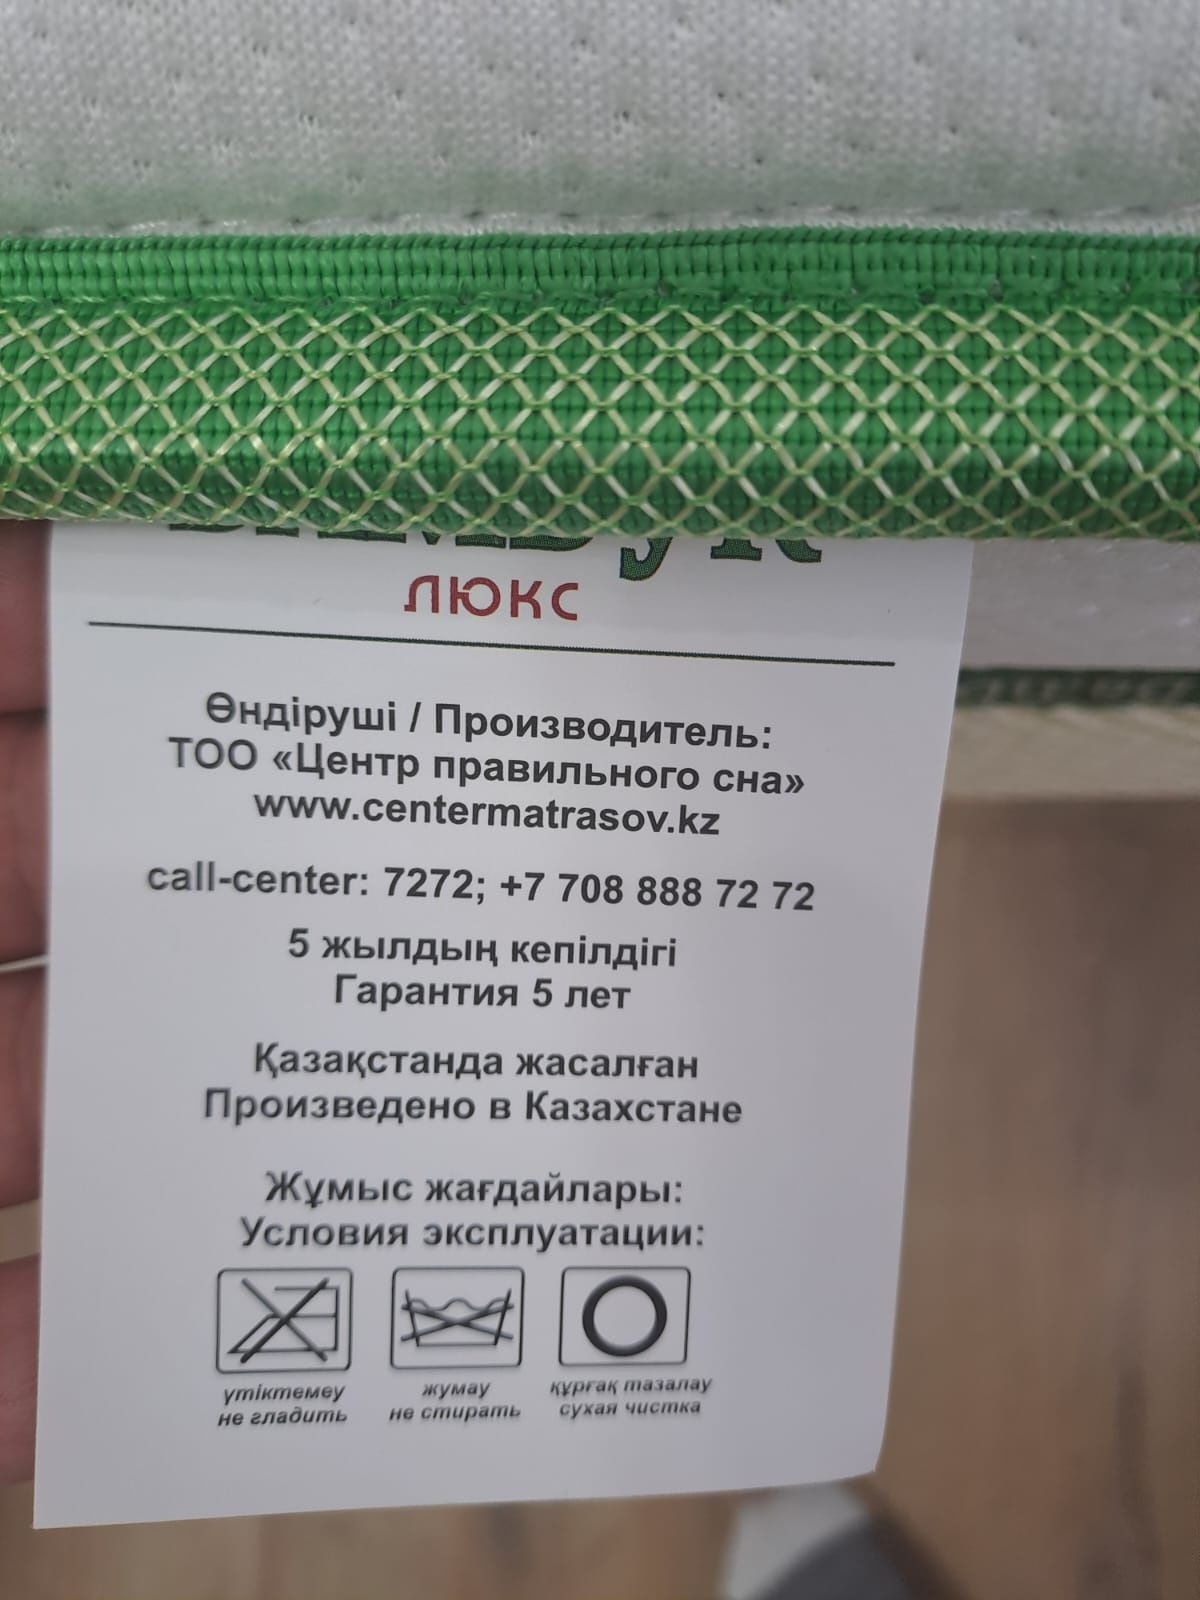 люкс
Өндіруші / Производитель:
ТОО «Центр правильного сна»
www.centermatrasov.kz
call-center: 7272; +7 708 888 72 72
5 жылдың кепілдігі
Гарантия 5 лет
Қазақстанда жасалған
Произведено в Казахстане
Жұмыс жағдайлары:
Условия эксплуатации:
үтіктемеу
не гладить
жумау
не стирать
құрғақ тазалау
сухая чистка